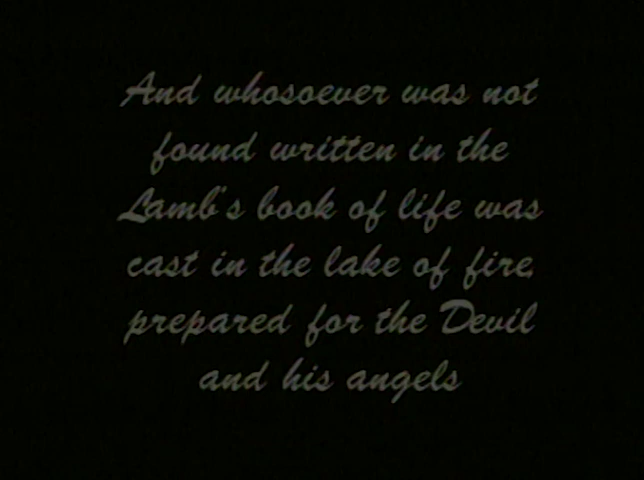 And whosoever was not
found written in the
Lamb's book of life was
cast in the lake of fire,
prepared for the Devil
and his angels